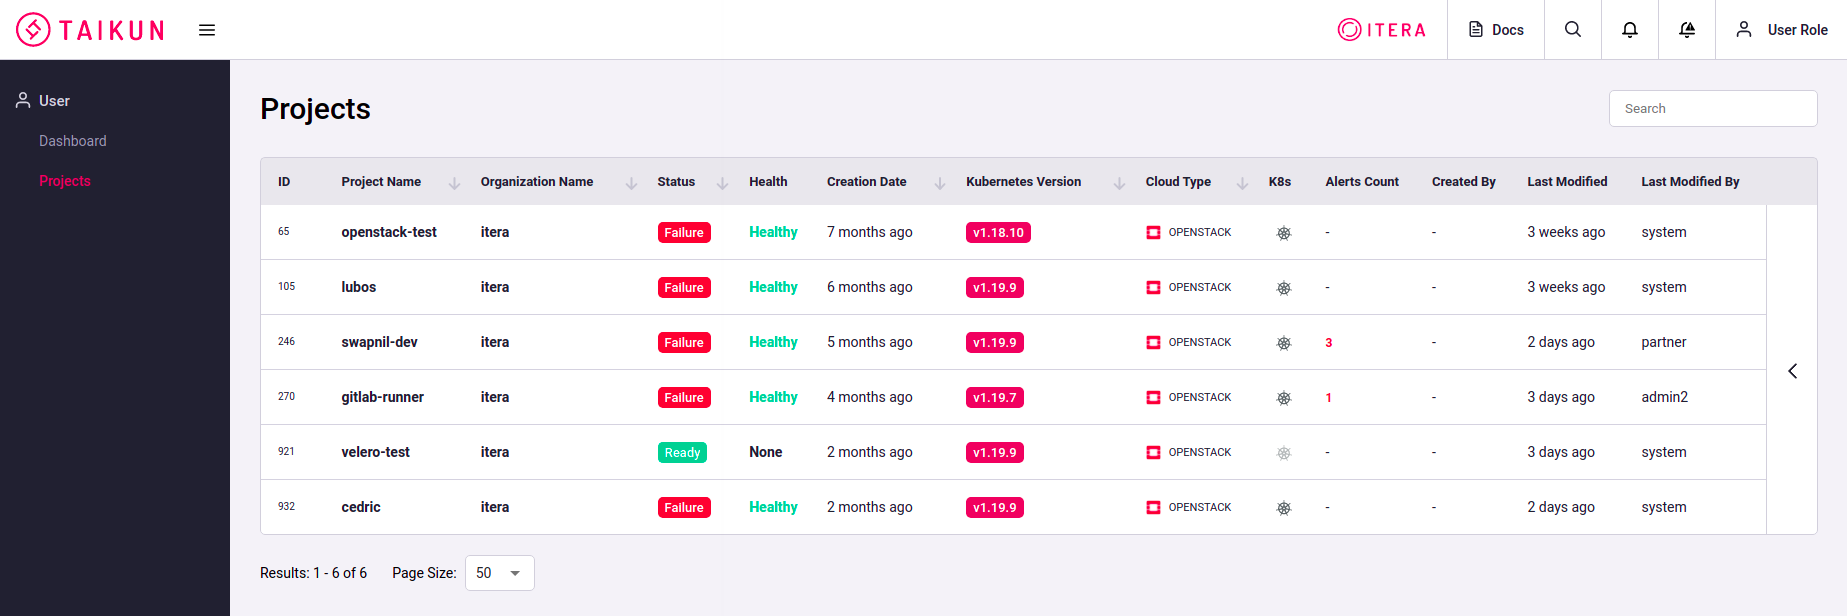 TAIKUN ITERA Docs User Role
User
Dashboard
Projects
Projects Search
ID Project Name Organization Name Status Health Creation Date Kubernetes Version Cloud Type K8s Alerts Count Created By Last Modified Last Modified By
65 openstack-test itera Failure Healthy 7 months ago v1.18.10 OPENSTACK - - 3 weeks ago system
105 lubos itera Failure Healthy 6 months ago v1.19.9 OPENSTACK - - 3 weeks ago system
246 swapnil-dev itera Failure Healthy 5 months ago v1.19.9 OPENSTACK 3 - 2 days ago partner
270 gitlab-runner itera Failure Healthy 4 months ago v1.19.7 OPENSTACK 1 - 3 days ago admin2
921 velero-test itera Ready None 2 months ago v1.19.9 OPENSTACK - - 3 days ago system
932 cedric itera Failure Healthy 2 months ago v1.19.9 OPENSTACK - - 2 days ago system
Results: 1 - 6 of 6 Page Size: 50